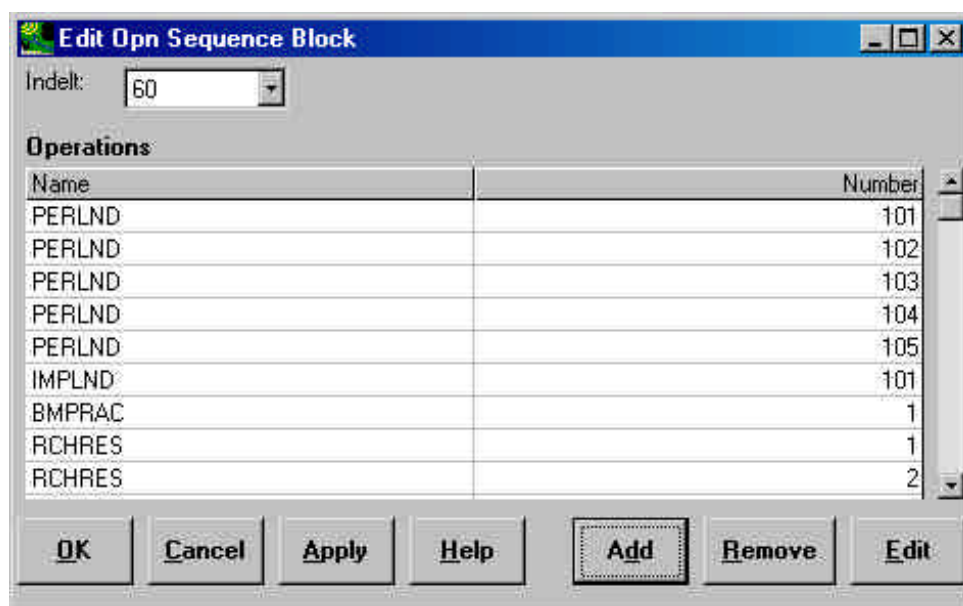 Edit Opn Sequence Block
Indelt: 60
Operations
Name Number
PERLND 101
PERLND 102
PERLND 103
PERLND 104
PERLND 105
IMPLND 101
BMPRAC 1
RCHRES 1
RCHRES 2
OK Cancel Apply Help Add Remove Edit